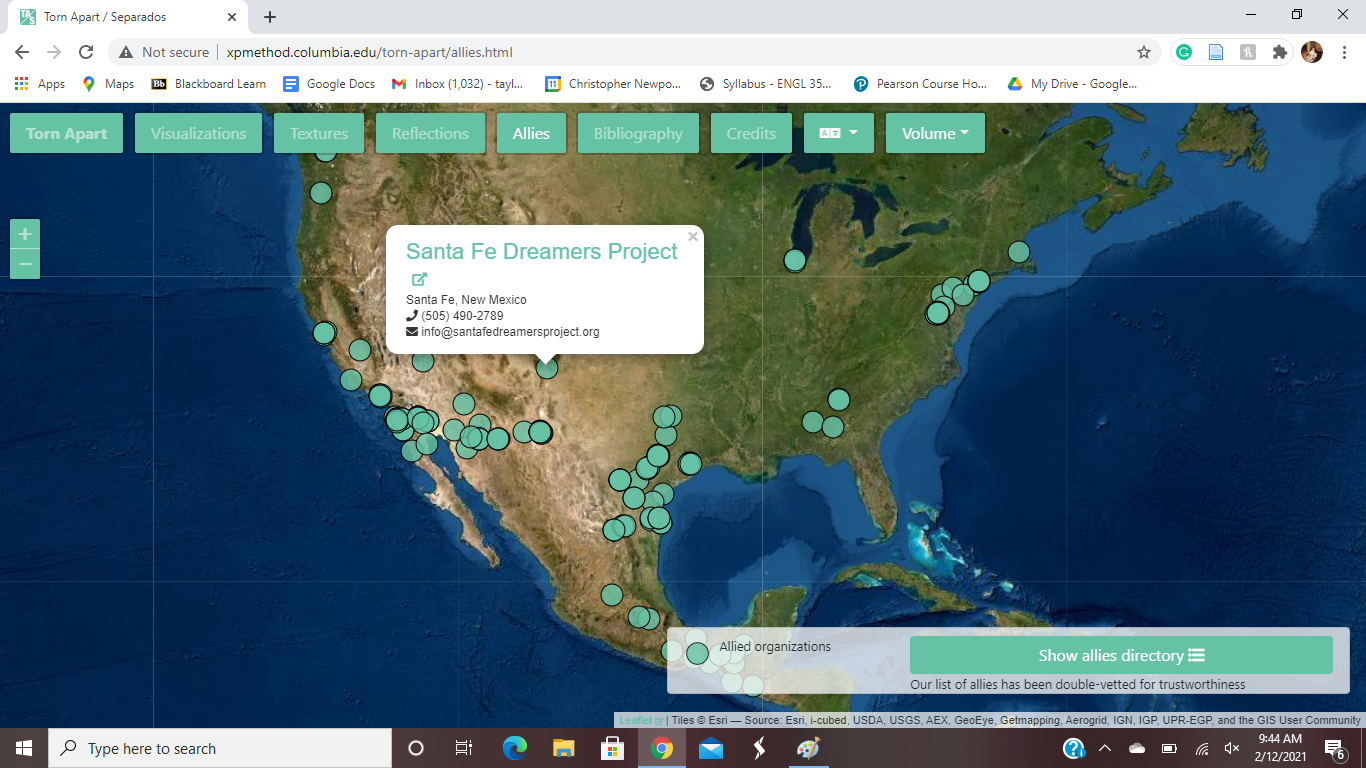 Torn Apart / Separados
Not secure | xpmethod.columbia.edu/torn-apart/allies.html
Apps Maps Blackboard Learn Google Docs Inbox (1,032) - tayl... Christopher Newpo... Syllabus - ENGL 35... Pearson Course Ho... My Drive - Google...
Torn Apart Visualizations Textures Reflections Allies Bibliography Credits Volume
+
−
Santa Fe Dreamers Project
Santa Fe, New Mexico
(505) 490-2789
info@santafedreamersproject.org
Allied organizations
Show allies directory
Our list of allies has been double-vetted for trustworthiness
Leaflet | Tiles © Esri — Source: Esri, i-cubed, USDA, USGS, AEX, GeoEye, Getmapping, Aerogrid, IGN, IGP, UPR-EGP, and the GIS User Community
Type here to search
9:44 AM
2/12/2021
6